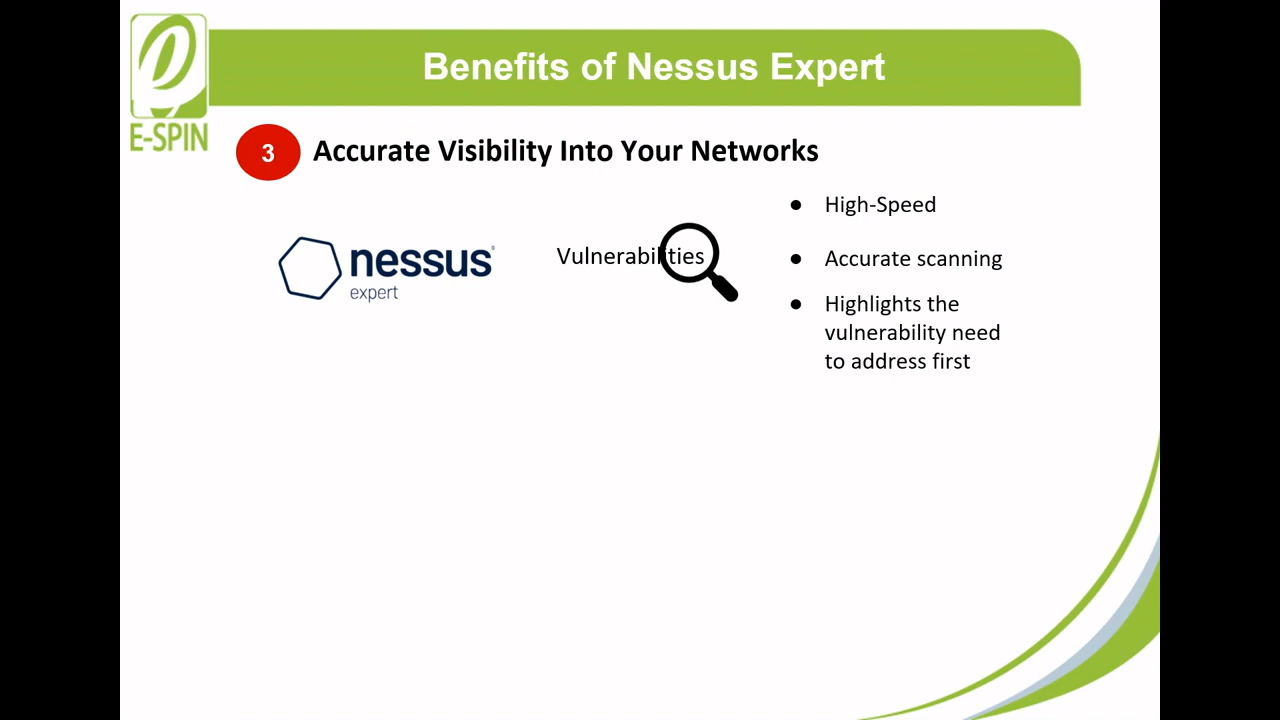 Benefits of Nessus Expert
E-SPIN
3
Accurate Visibility Into Your Networks
nessus®
expert
Vulnerabilities
● High-Speed
● Accurate scanning
● Highlights the
vulnerability need
to address first